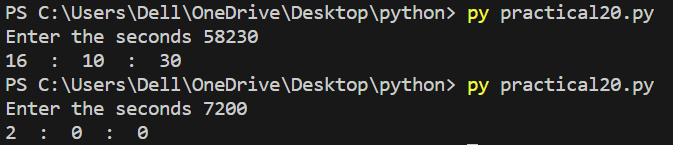 PS C:\Users\Dell\OneDrive\Desktop\python> py practical20.py
Enter the seconds 58230
16  :  10  :  30
PS C:\Users\Dell\OneDrive\Desktop\python> py practical20.py
Enter the seconds 7200
2  :  0  :  0